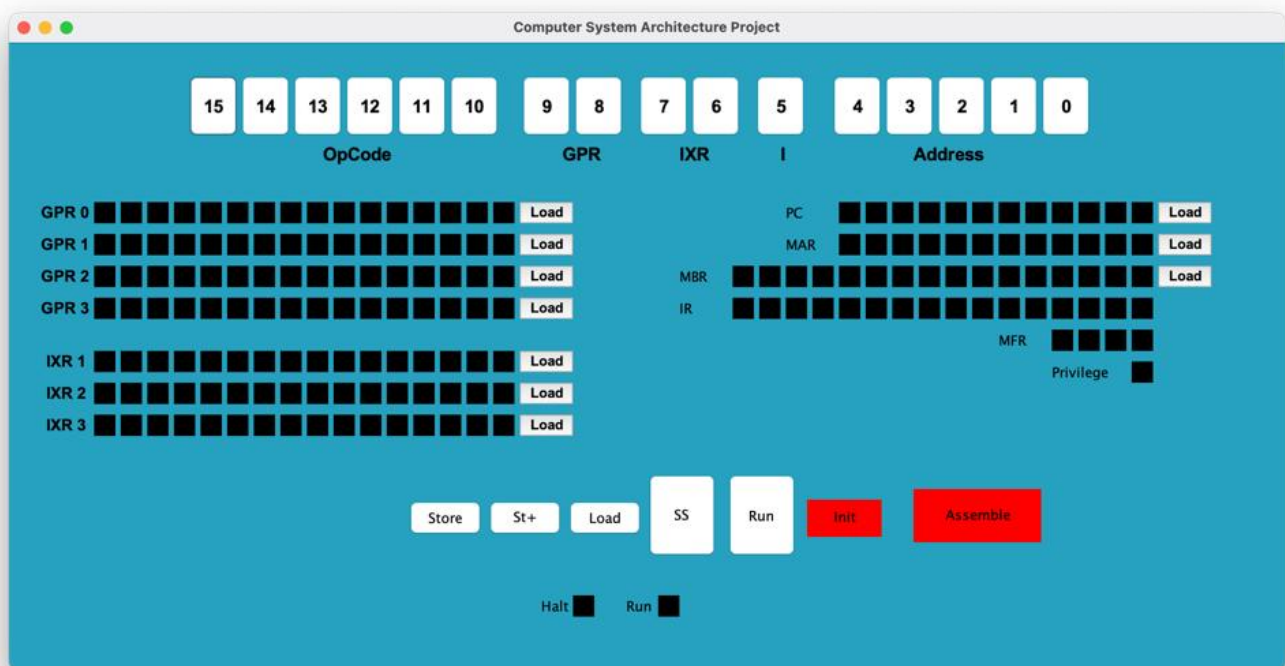 Computer System Architecture Project
15 14 13 12 11 10 9 8 7 6 5 4 3 2 1 0
OpCode GPR IXR I Address
GPR 0 Load PC Load
GPR 1 Load MAR Load
GPR 2 Load MBR Load
GPR 3 Load IR
MFR
IXR 1 Load Privilege
IXR 2 Load
IXR 3 Load
Store St+ Load SS Run Init Assemble
Halt Run